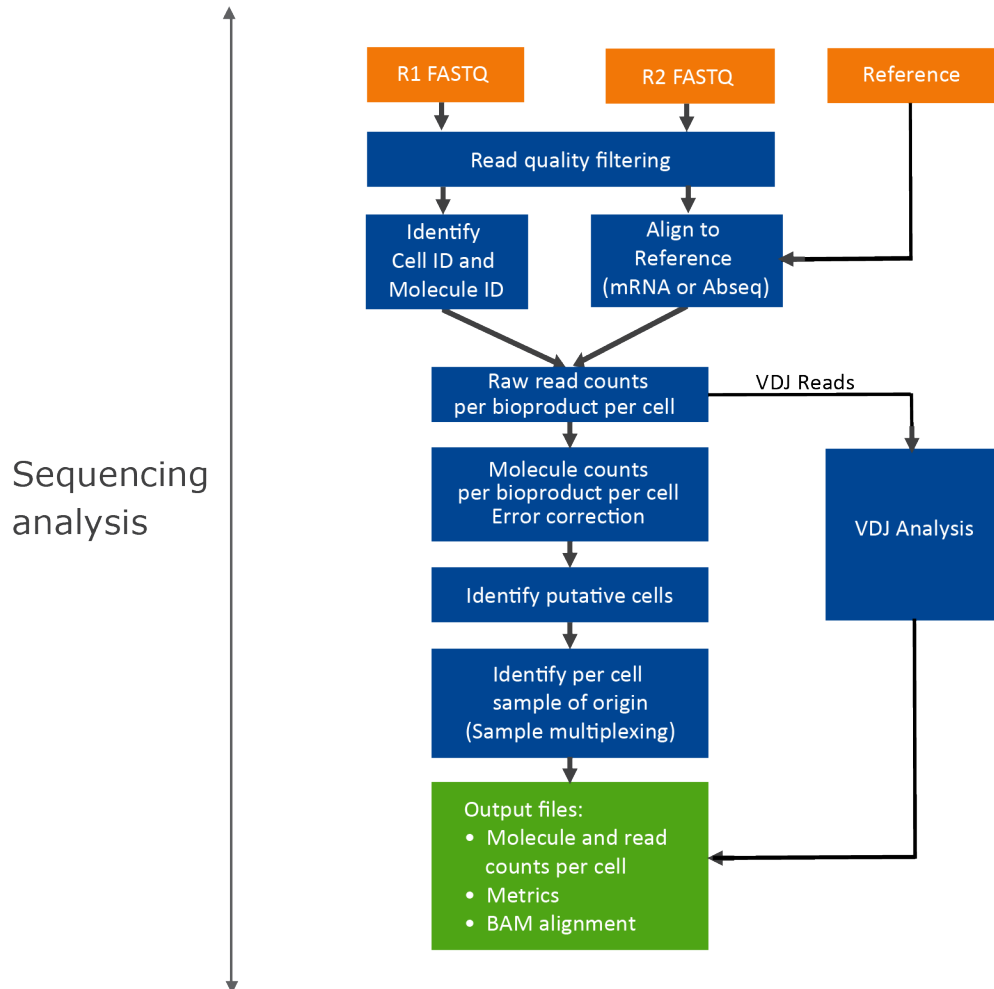 R1 FASTQ
R2 FASTQ
Reference
Read quality filtering
Identify
Cell ID and
Molecule ID
Align to
Reference
(mRNA or Abseq)
Raw read counts
per bioproduct per cell
VDJ Reads
Molecule counts
per bioproduct per cell
Error correction
VDJ Analysis
Sequencing
analysis
Identify putative cells
Identify per cell
sample of origin
(Sample multiplexing)
Output files:
• Molecule and read
counts per cell
• Metrics
• BAM alignment